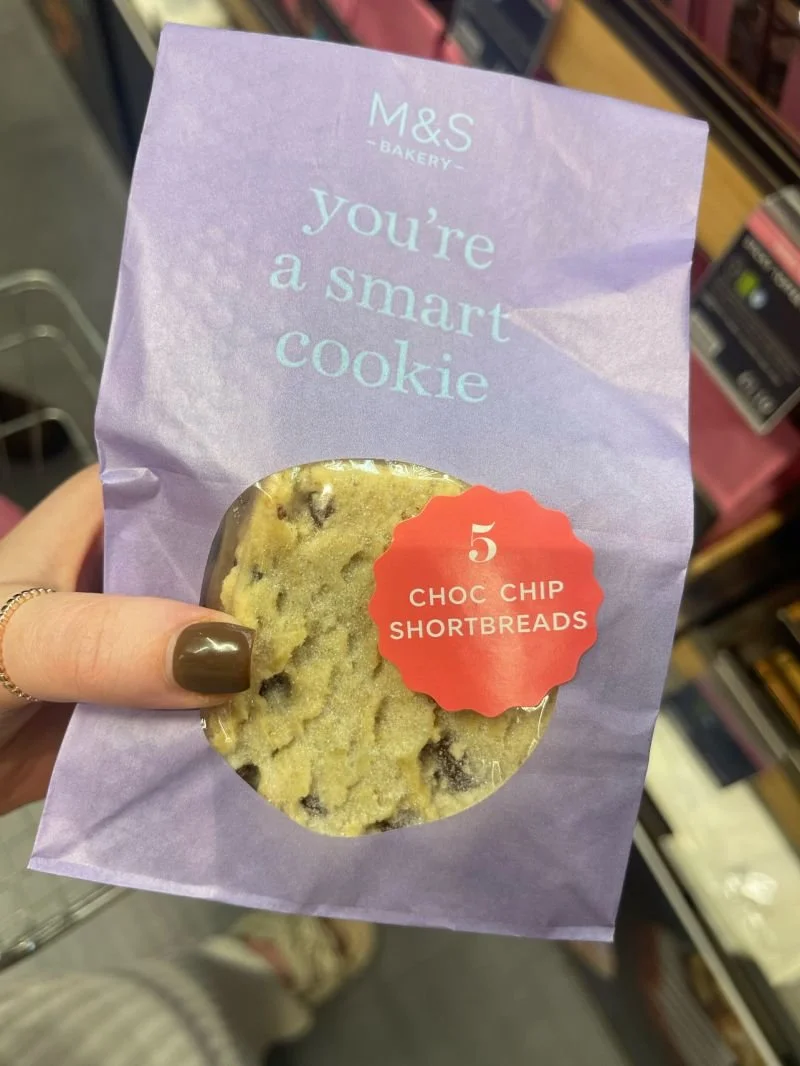 M&S
-BAKERY-
you're
a smart
cookie
5
CHOC CHIP
SHORTBREADS